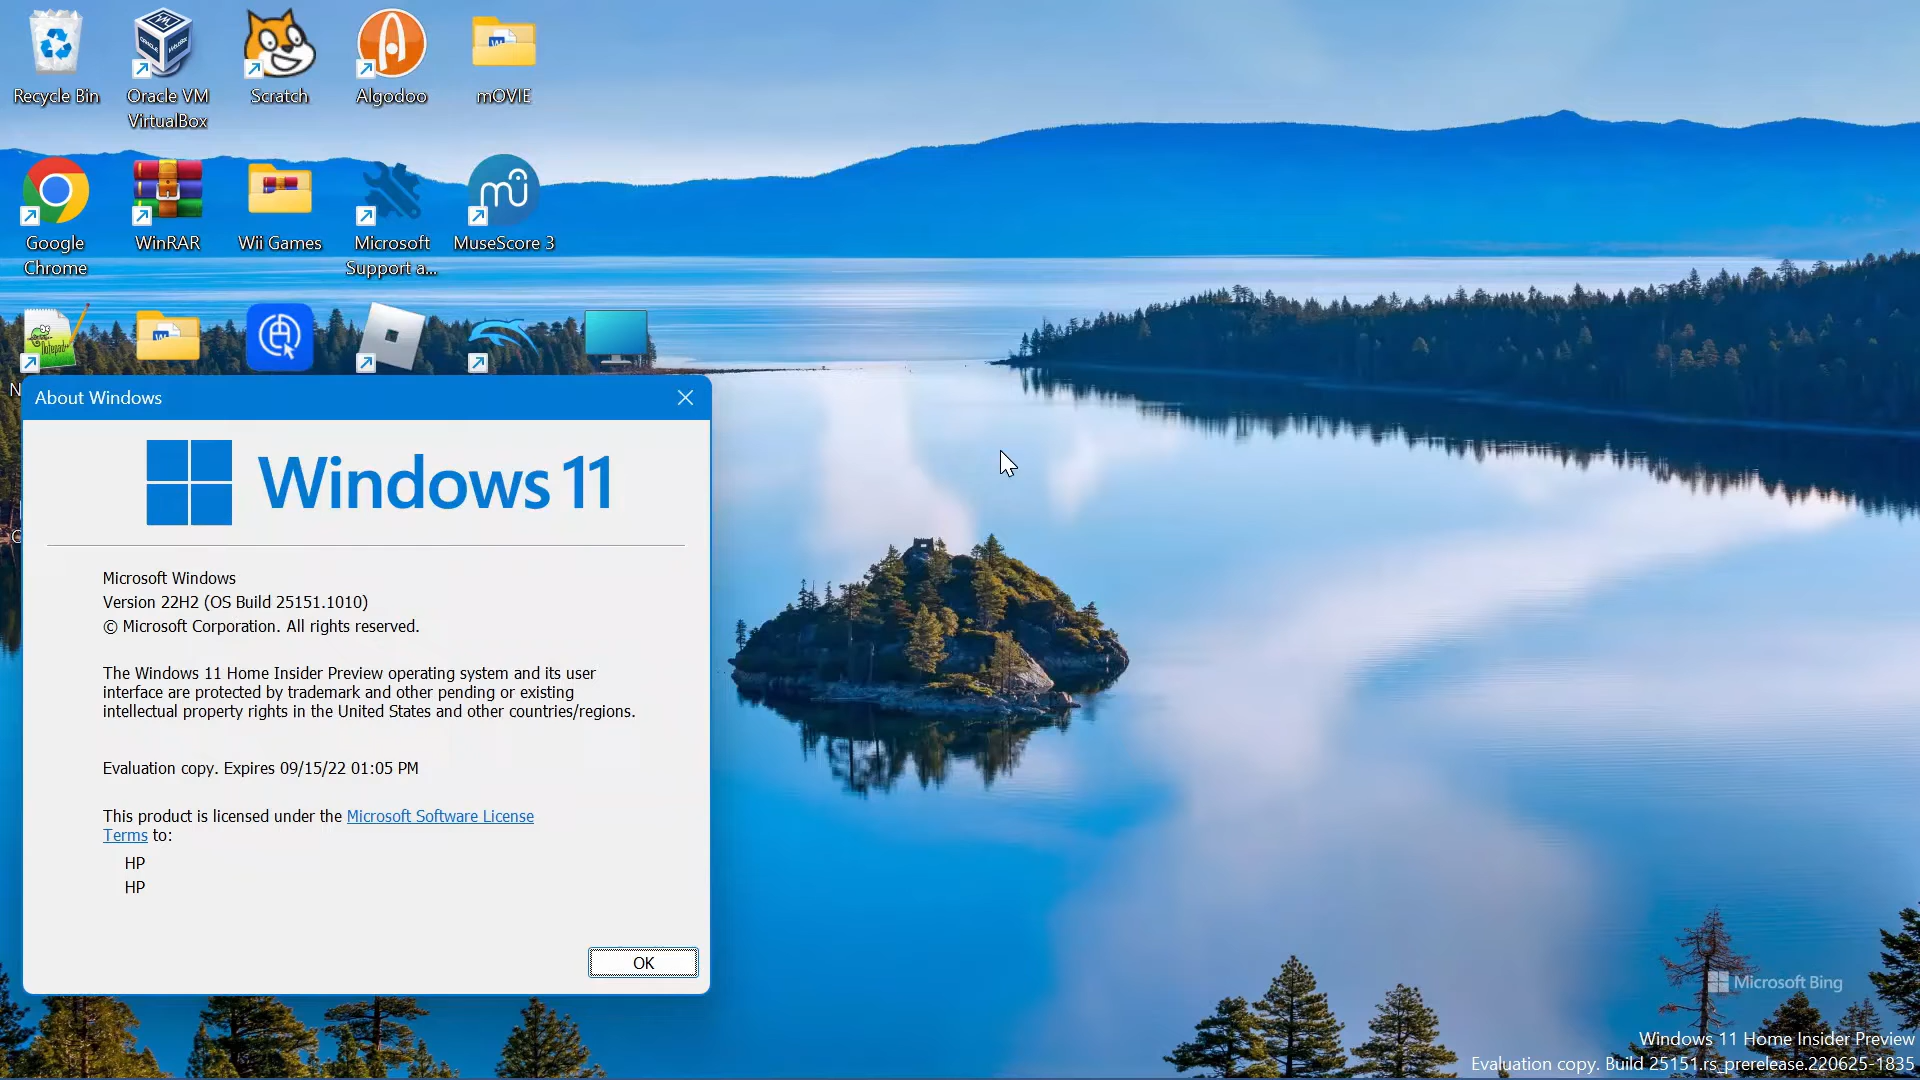 Recycle Bin
Oracle VM
VirtualBox
Scratch
Algodoo
mOVIE
Google
Chrome
WinRAR
Wii Games
Microsoft
Support a...
MuseScore 3
About Windows
Windows 11
Microsoft Windows
Version 22H2 (OS Build 25151.1010)
© Microsoft Corporation. All rights reserved.
The Windows 11 Home Insider Preview operating system and its user
interface are protected by trademark and other pending or existing
intellectual property rights in the United States and other countries/regions.
Evaluation copy. Expires 09/15/22 01:05 PM
This product is licensed under the Microsoft Software License
Terms to:
HP
HP
OK
Microsoft Bing
Windows 11 Home Insider Preview
Evaluation copy. Build 25151.rs_prerelease.220625-1835